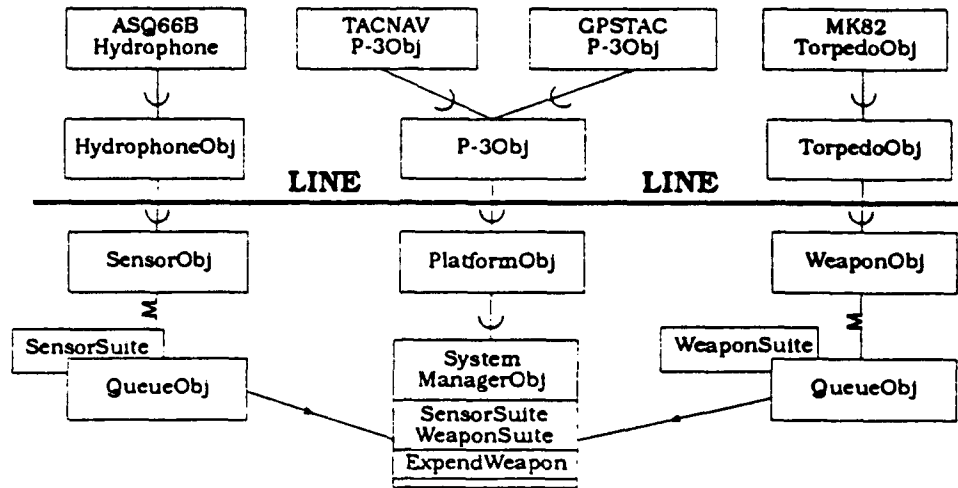 ASQ66B
Hydrophone
TACNAV
P-3Obj
GPSTAC
P-3Obj
MK82
TorpedoObj
HydrophoneObj
P-3Obj
TorpedoObj
LINE
LINE
SensorObj
PlatformObj
WeaponObj
M
M
SensorSuite
QueueObj
System
ManagerObj
SensorSuite
WeaponSuite
ExpendWeapon
WeaponSuite
QueueObj